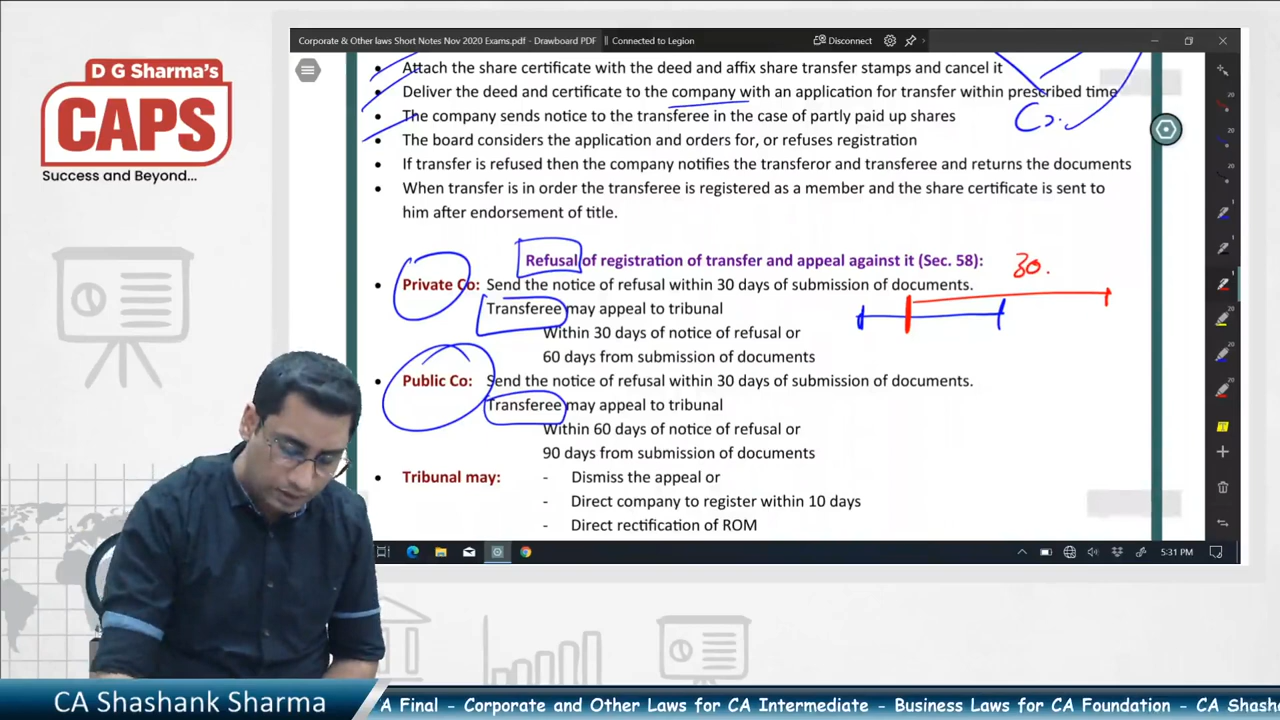 D G Sharma's
CAPS
Success and Beyond...
Corporate & Other laws Short Notes Nov 2020 Exams.pdf - Drawboard PDF
Connected to Legion
Disconnect
• Attach the share certificate with the deed and affix share transfer stamps and cancel it
• Deliver the deed and certificate to the company with an application for transfer within prescribed time
• The company sends notice to the transferee in the case of partly paid up shares
Co.
• The board considers the application and orders for, or refuses registration
• If transfer is refused then the company notifies the transferor and transferee and returns the documents
• When transfer is in order the transferee is registered as a member and the share certificate is sent to
him after endorsement of title.
Refusal of registration of transfer and appeal against it (Sec. 58):
30.
• Private Co: Send the notice of refusal within 30 days of submission of documents.
Transferee may appeal to tribunal
Within 30 days of notice of refusal or
60 days from submission of documents
• Public Co: Send the notice of refusal within 30 days of submission of documents.
Transferee may appeal to tribunal
Within 60 days of notice of refusal or
90 days from submission of documents
• Tribunal may: - Dismiss the appeal or
- Direct company to register within 10 days
- Direct rectification of ROM
5:31 PM
CA Shashank Sharma
A Final - Corporate and Other Laws for CA Intermediate - Business Laws for CA Foundation - CA Shash